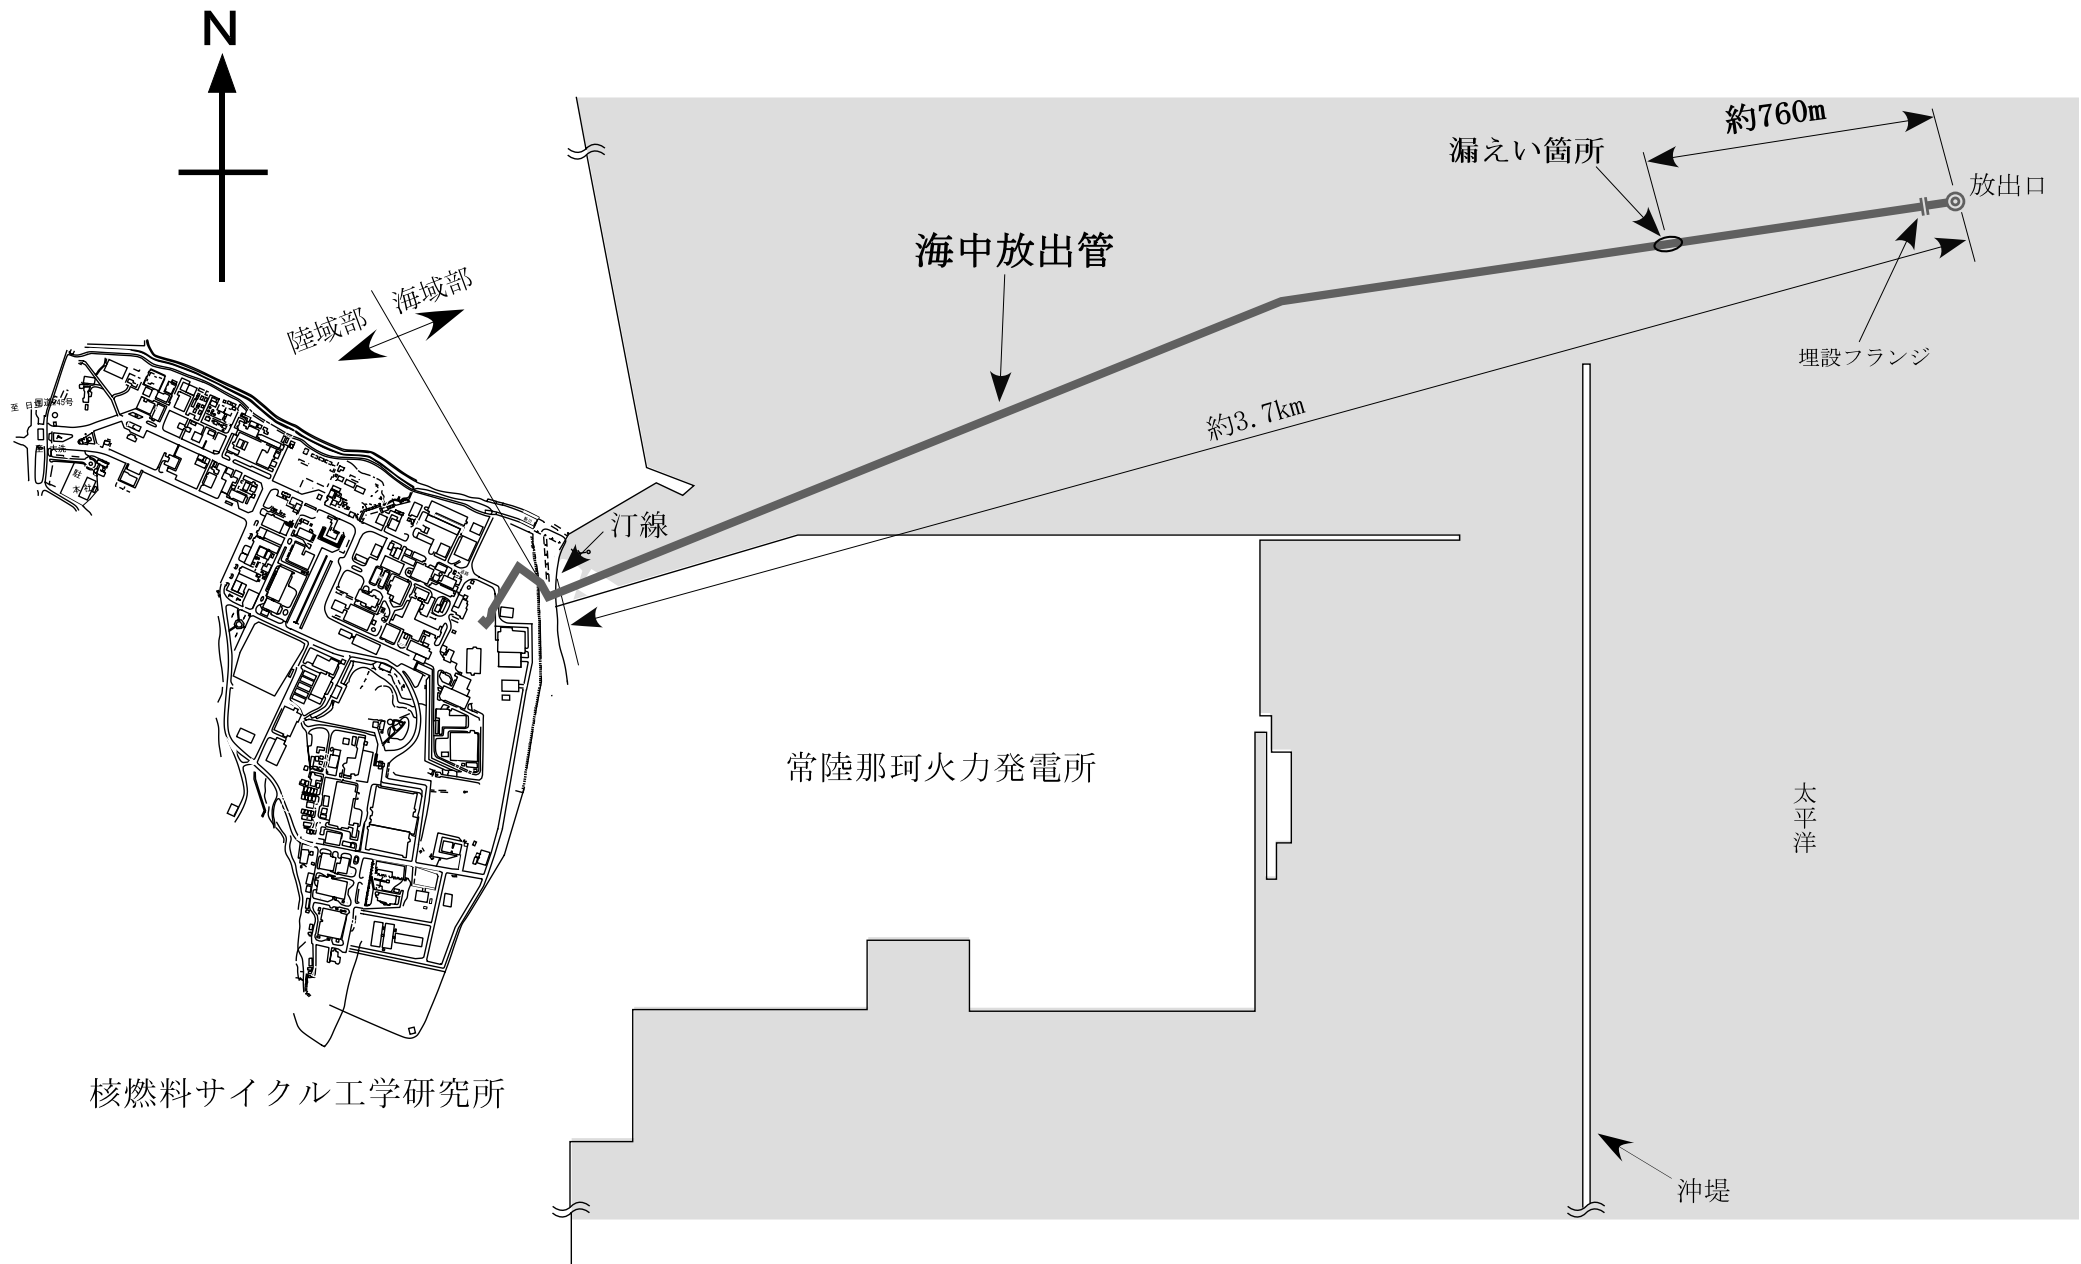 N
約760m
漏えい箇所
放出口
海中放出管
海域部
陸域部
埋設フランジ
約3.7km
汀線
常陸那珂火力発電所
太平洋
核燃料サイクル工学研究所
沖堤